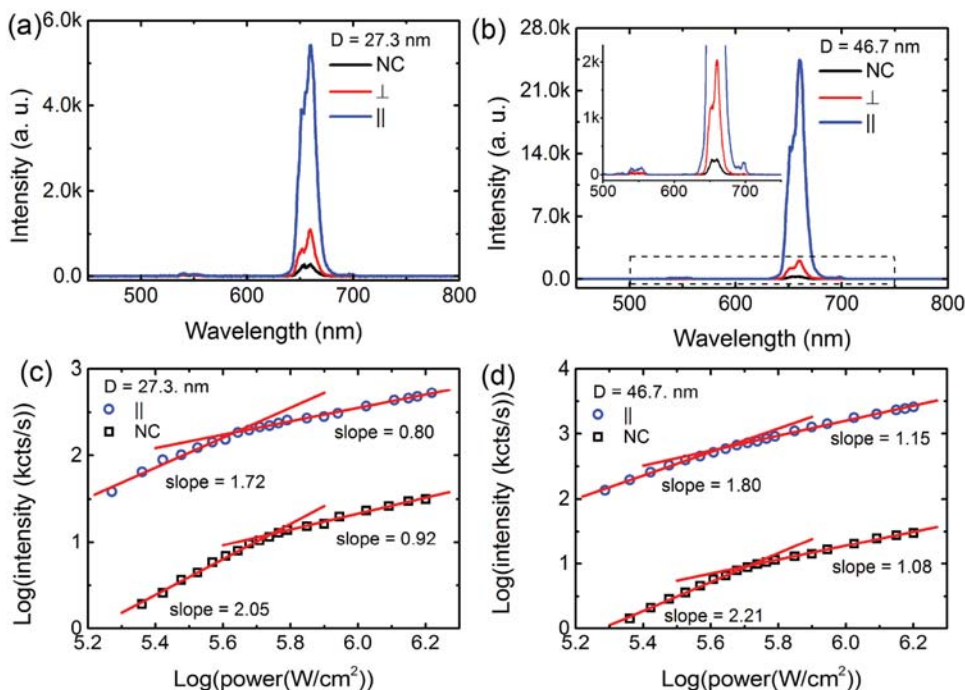 (a)
6.0k
4.0k
2.0k
0.0
Intensity (a. u.)
D = 27.3 nm
NC
⊥
||
500 600 700 800
Wavelength (nm)
(b)
28.0k
21.0k
14.0k
7.0k
0.0
Intensity (a. u.)
D = 46.7 nm
NC
⊥
||
2k
1k
0
500 600 700
500 600 700 800
Wavelength (nm)
(c)
3
2
1
0
Log(intensity (kcts/s))
D = 27.3. nm
||
NC
slope = 0.80
slope = 1.72
slope = 0.92
slope = 2.05
5.2 5.4 5.6 5.8 6.0 6.2
Log(power(W/cm²)
(d)
4
3
2
1
0
Log(intensity (kcts/s))
D = 46.7. nm
||
NC
slope = 1.15
slope = 1.80
slope = 1.08
slope = 2.21
5.2 5.4 5.6 5.8 6.0 6.2
Log(power(W/cm²)